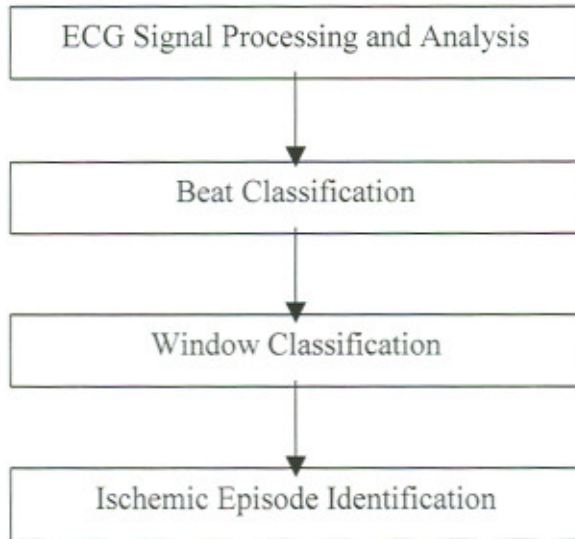 ECG Signal Processing and Analysis
Beat Classification
Window Classification
Ischemic Episode Identification